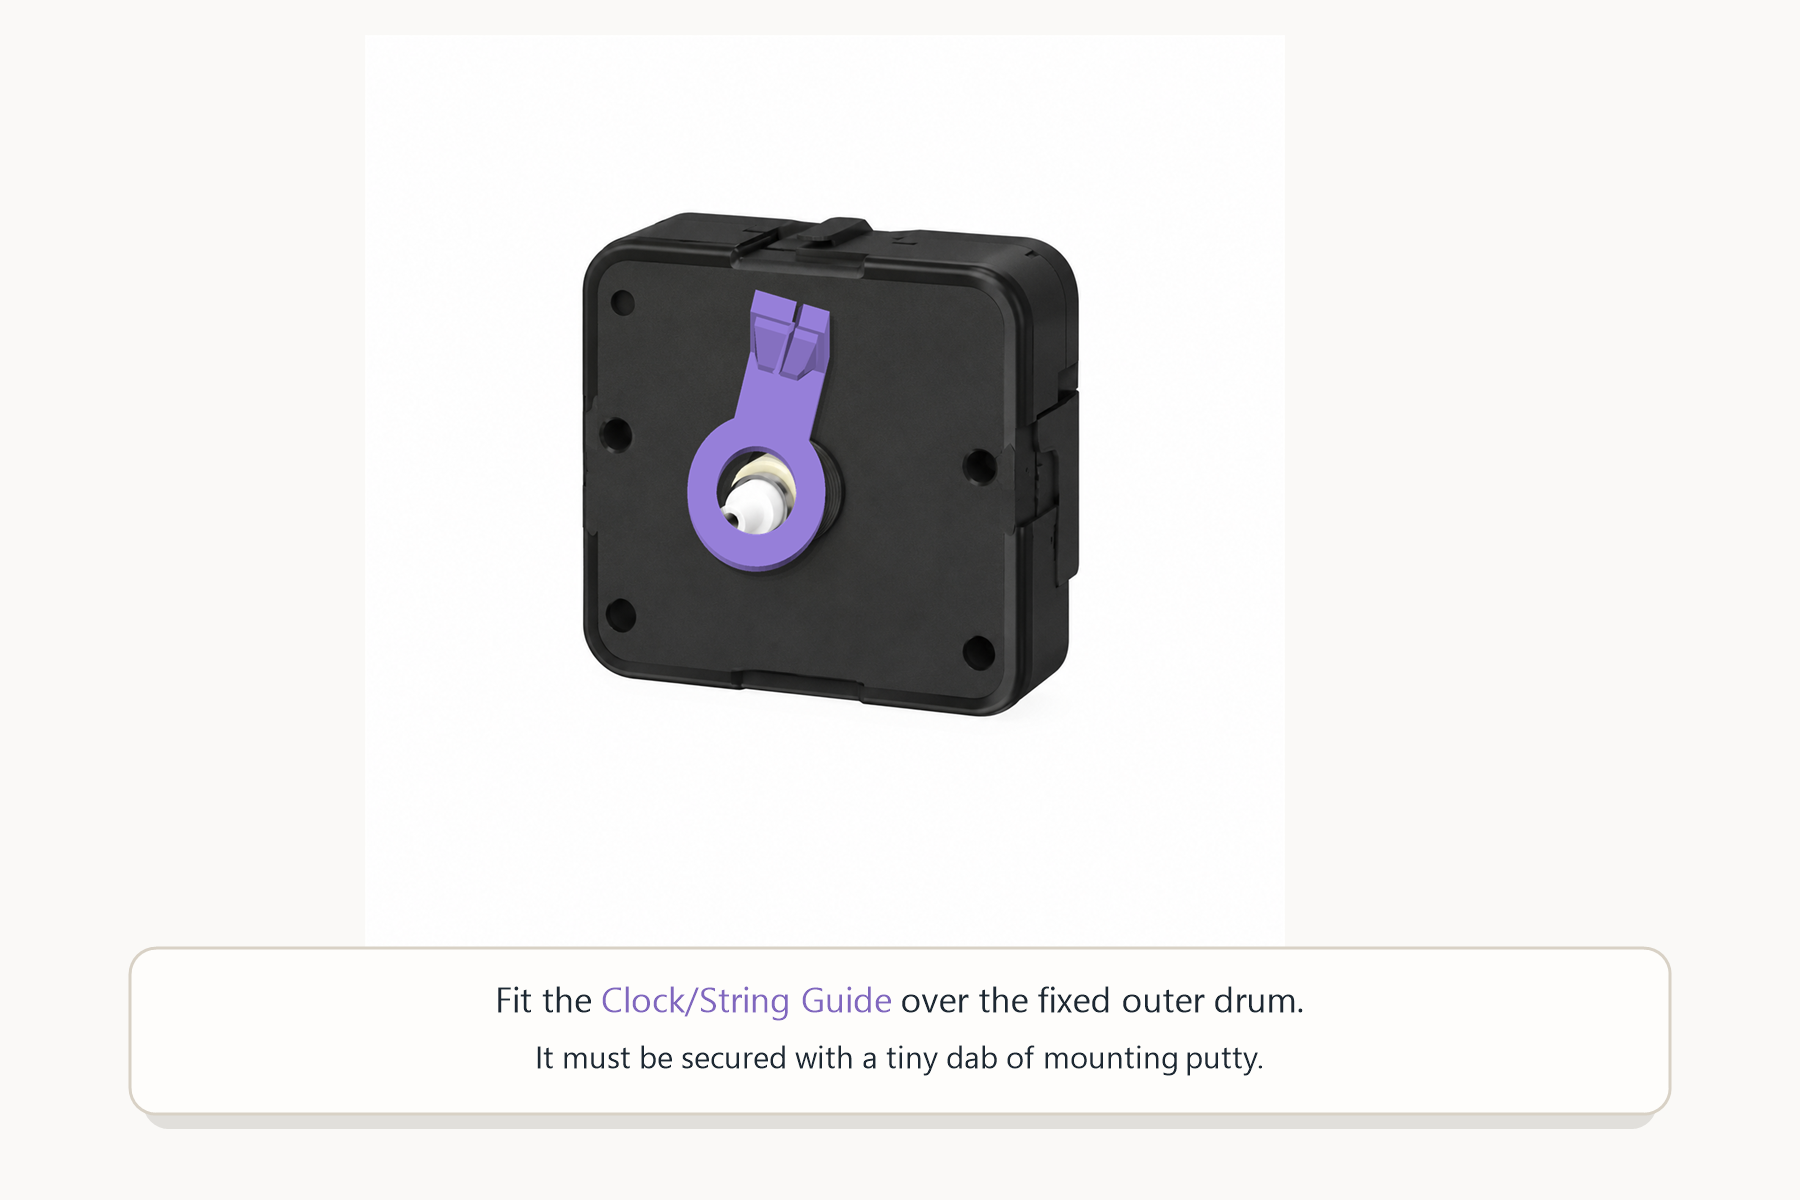 Fit the Clock/String Guide over the fixed outer drum.
It must be secured with a tiny dab of mounting putty.